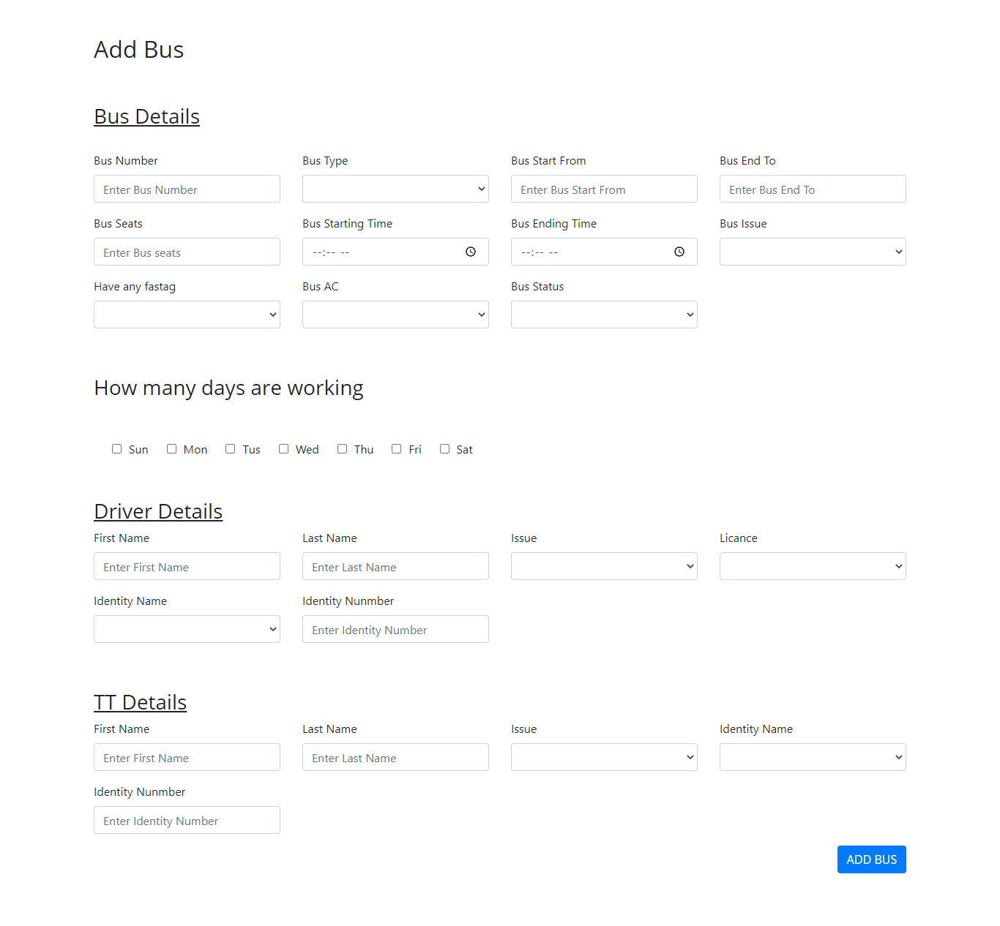 Add Bus
Bus Details
Bus Number Bus Type Bus Start From Bus End To
Enter Bus Number Enter Bus Start From Enter Bus End To
Bus Seats Bus Starting Time Bus Ending Time Bus Issue
Enter Bus seats --:-- -- --:-- --
Have any fastag Bus AC Bus Status
How many days are working
Sun Mon Tus Wed Thu Fri Sat
Driver Details
First Name Last Name Issue Licance
Enter First Name Enter Last Name
Identity Name Identity Nunmber
Enter Identity Number
TT Details
First Name Last Name Issue Identity Name
Enter First Name Enter Last Name
Identity Nunmber
Enter Identity Number
ADD BUS